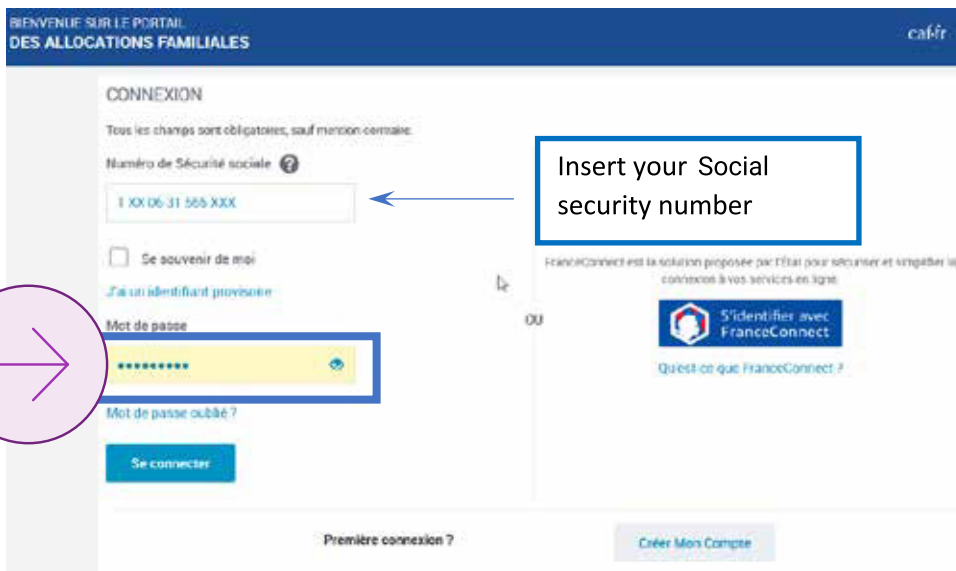 BIENVENUE SUR LE PORTAIL
DES ALLOCATIONS FAMILIALES
caf.fr
CONNEXION
Tous les champs sont obligatoires, sauf mention contraire.
Numéro de Sécurité sociale ?
1 XX 06 31 555 XXX
Insert your Social
security number
Se souvenir de moi
J'ai un identifiant provisoire
Mot de passe
•••••••••
Mot de passe oublié ?
Se connecter
OU
FranceConnect est la solution proposée par l'État pour sécuriser et simplifier la
connexion à vos services en ligne
S'identifier avec
FranceConnect
Qu'est-ce que FranceConnect ?
Première connexion ?
Créer Mon Compte